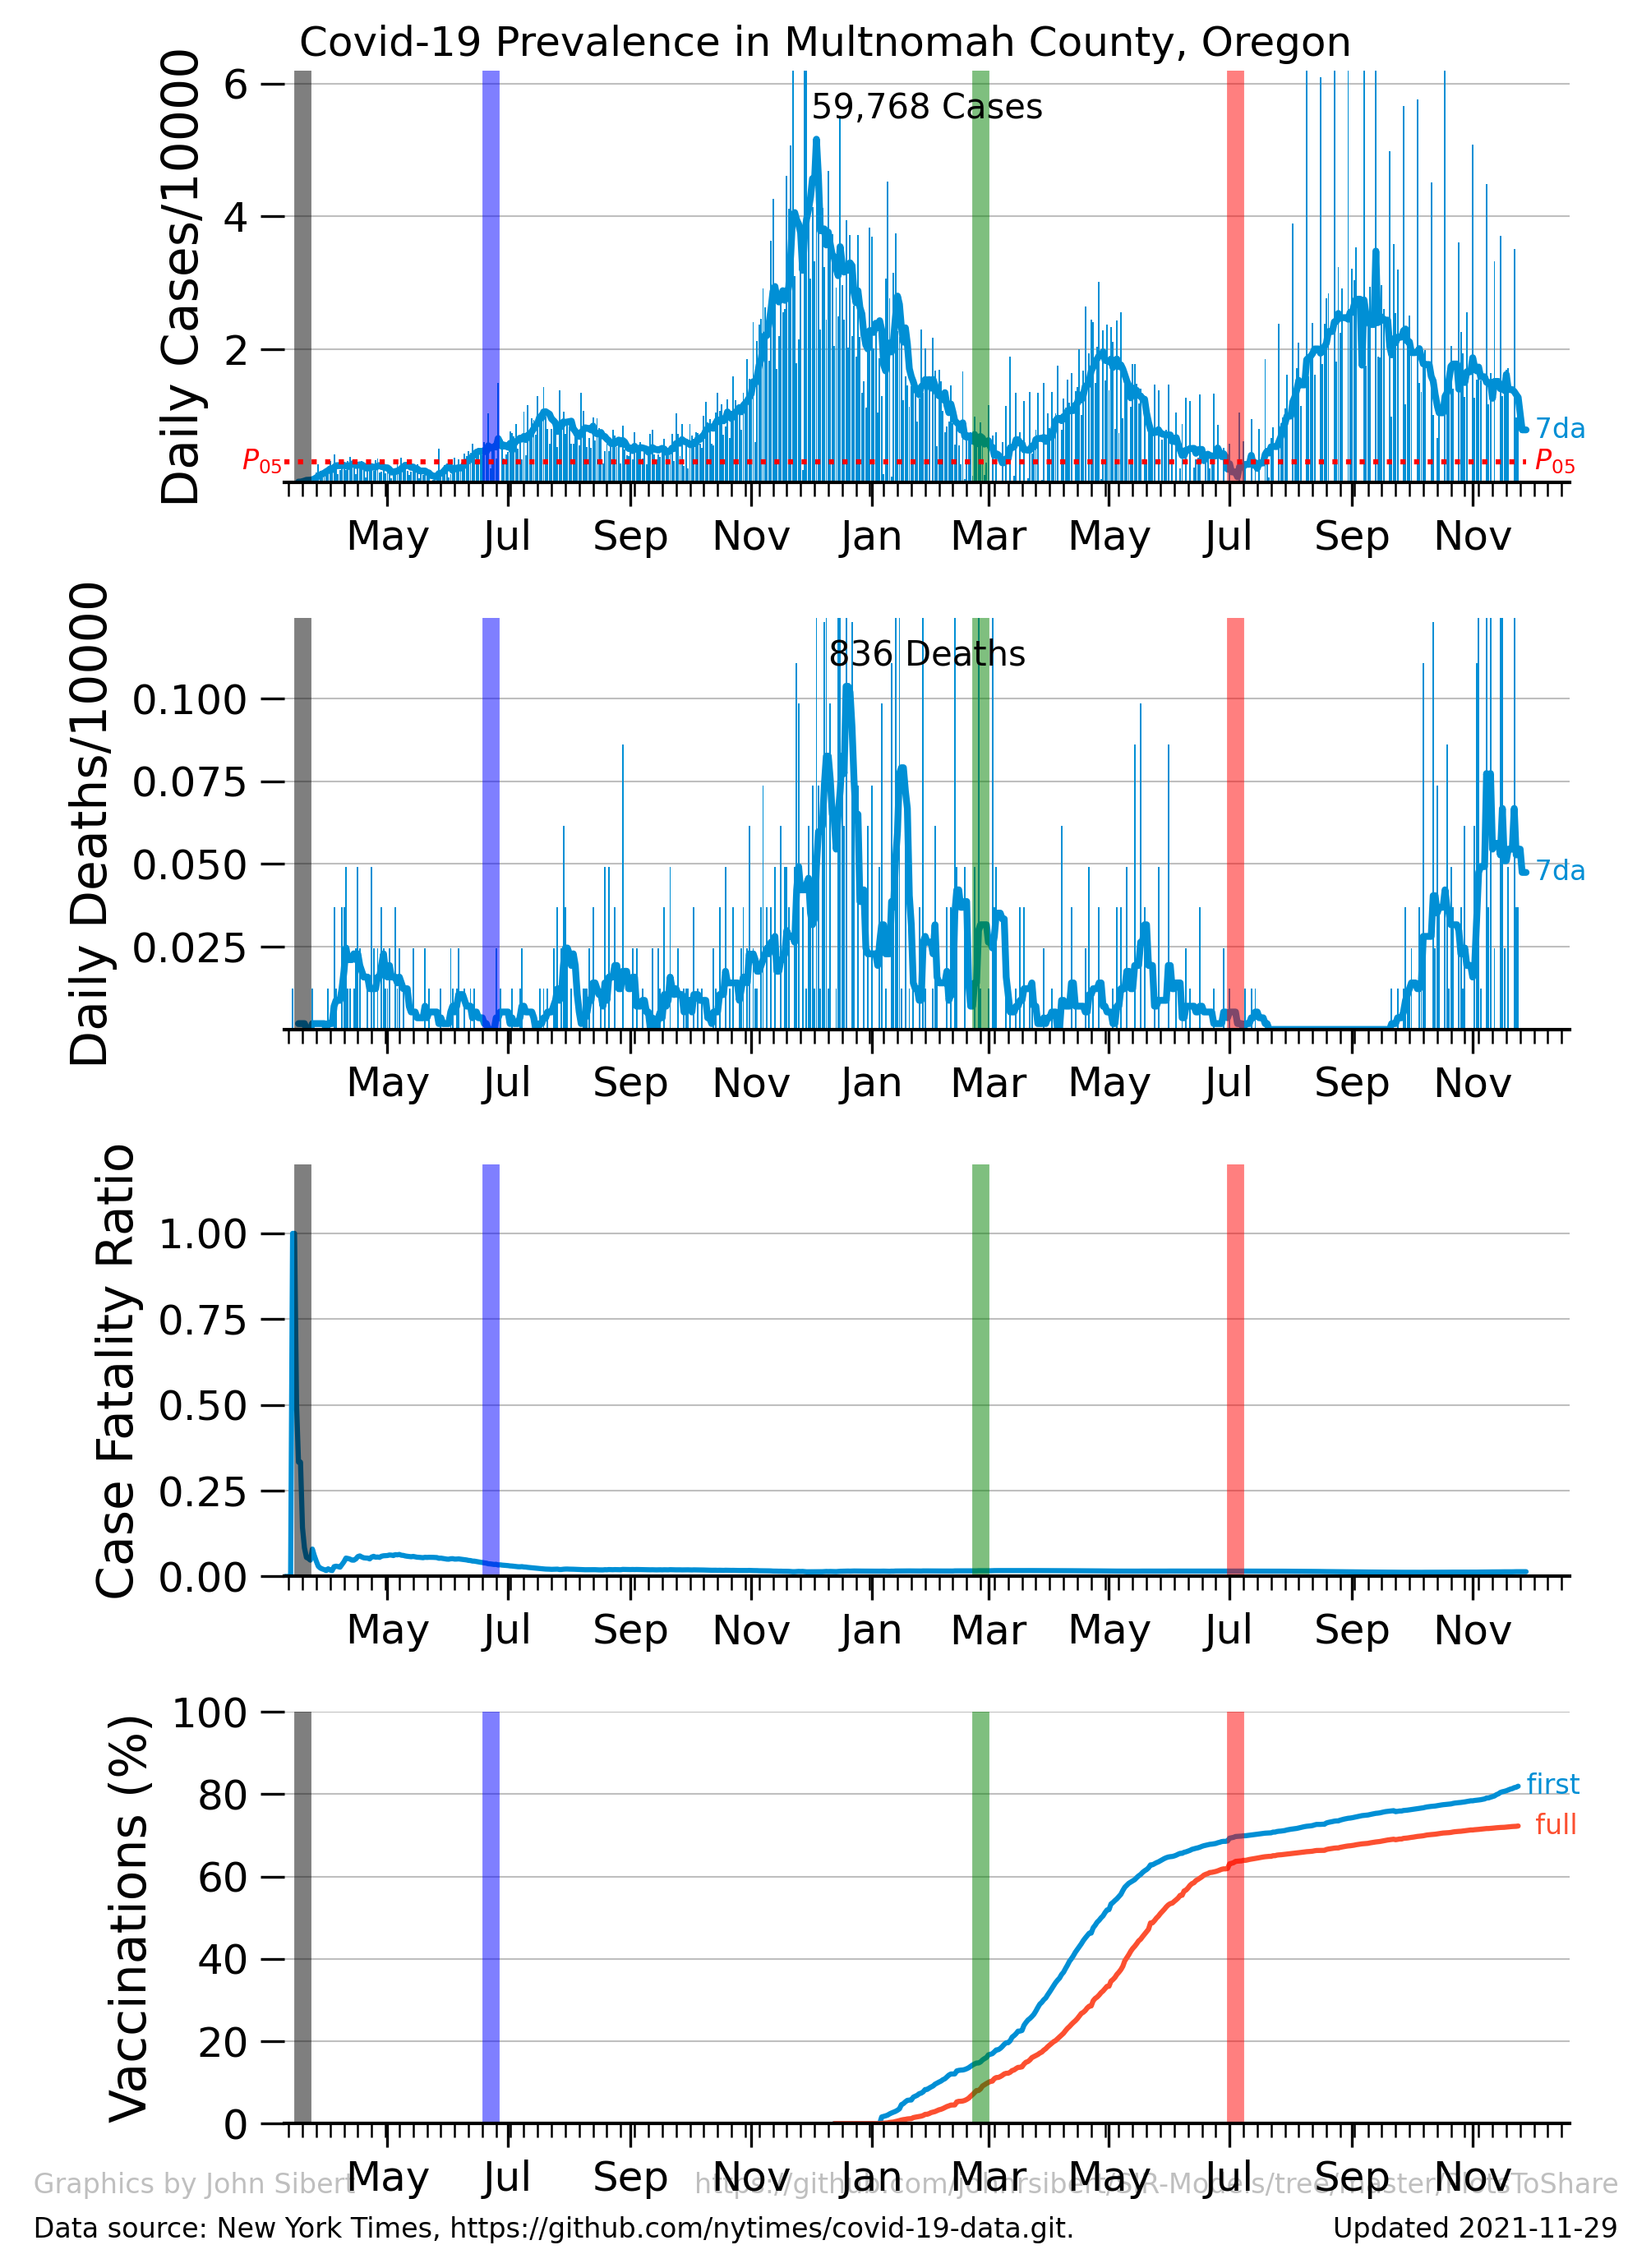 Covid-19 Prevalence in Multnomah County, Oregon
Daily Cases/10000
6
4
2
59,768 Cases
7da
P05
P05
May Jul Sep Nov Jan Mar May Jul Sep Nov
Daily Deaths/10000
0.100
0.075
0.050
0.025
836 Deaths
7da
May Jul Sep Nov Jan Mar May Jul Sep Nov
Case Fatality Ratio
1.00
0.75
0.50
0.25
0.00
May Jul Sep Nov Jan Mar May Jul Sep Nov
Vaccinations (%)
100
80
60
40
20
0
first
full
May Jul Sep Nov Jan Mar May Jul Sep Nov
Graphics by John Sibert
https://github.com/johnrsibert/SIR-Models/tree/master/PlotsToShare
Data source: New York Times, https://github.com/nytimes/covid-19-data.git.
Updated 2021-11-29